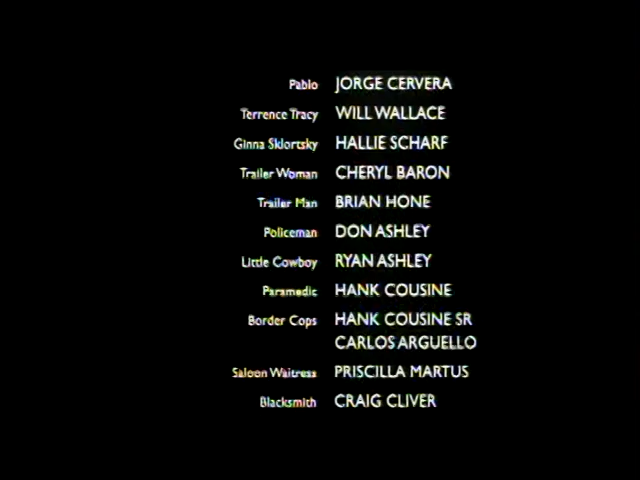 Pablo JORGE CERVERA
Terrence Tracy WILL WALLACE
Ginna Sklortsky HALLIE SCHARF
Trailer Woman CHERYL BARON
Trailer Man BRIAN HONE
Policeman DON ASHLEY
Little Cowboy RYAN ASHLEY
Paramedic HANK COUSINE
Border Cops HANK COUSINE SR
CARLOS ARGUELLO
Saloon Waitress PRISCILLA MARTUS
Blacksmith CRAIG CLIVER